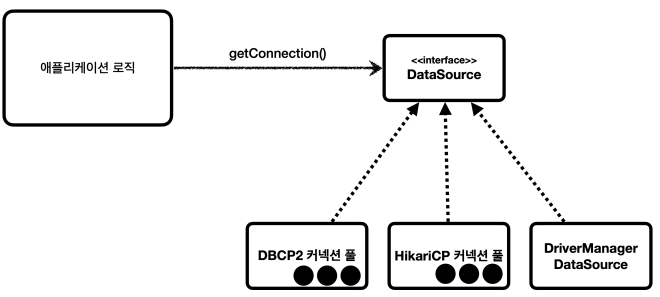 애플리케이션 로직
getConnection()
<<interface>>
DataSource
DBCP2 커넥션 풀
HikariCP 커넥션 풀
DriverManager
DataSource